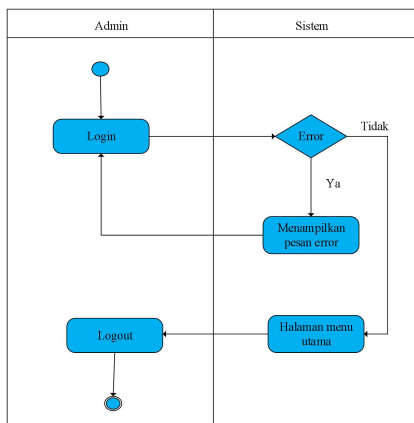 Admin
Sistem
Login
Error
Tidak
Ya
Menampilkan
pesan error
Logout
Halaman menu
utama